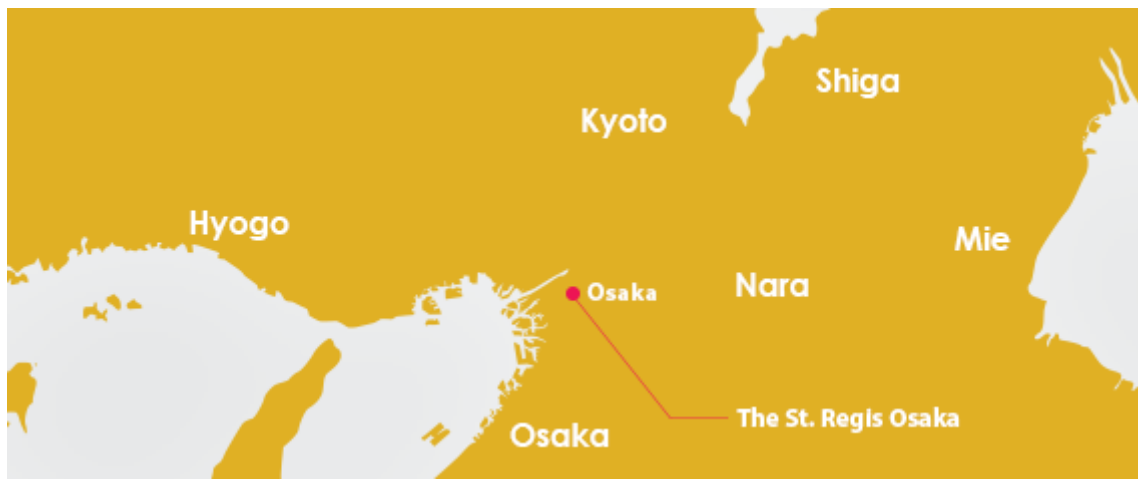 Shiga
Kyoto
Hyogo
Mie
Nara
Osaka
The St. Regis Osaka
Osaka